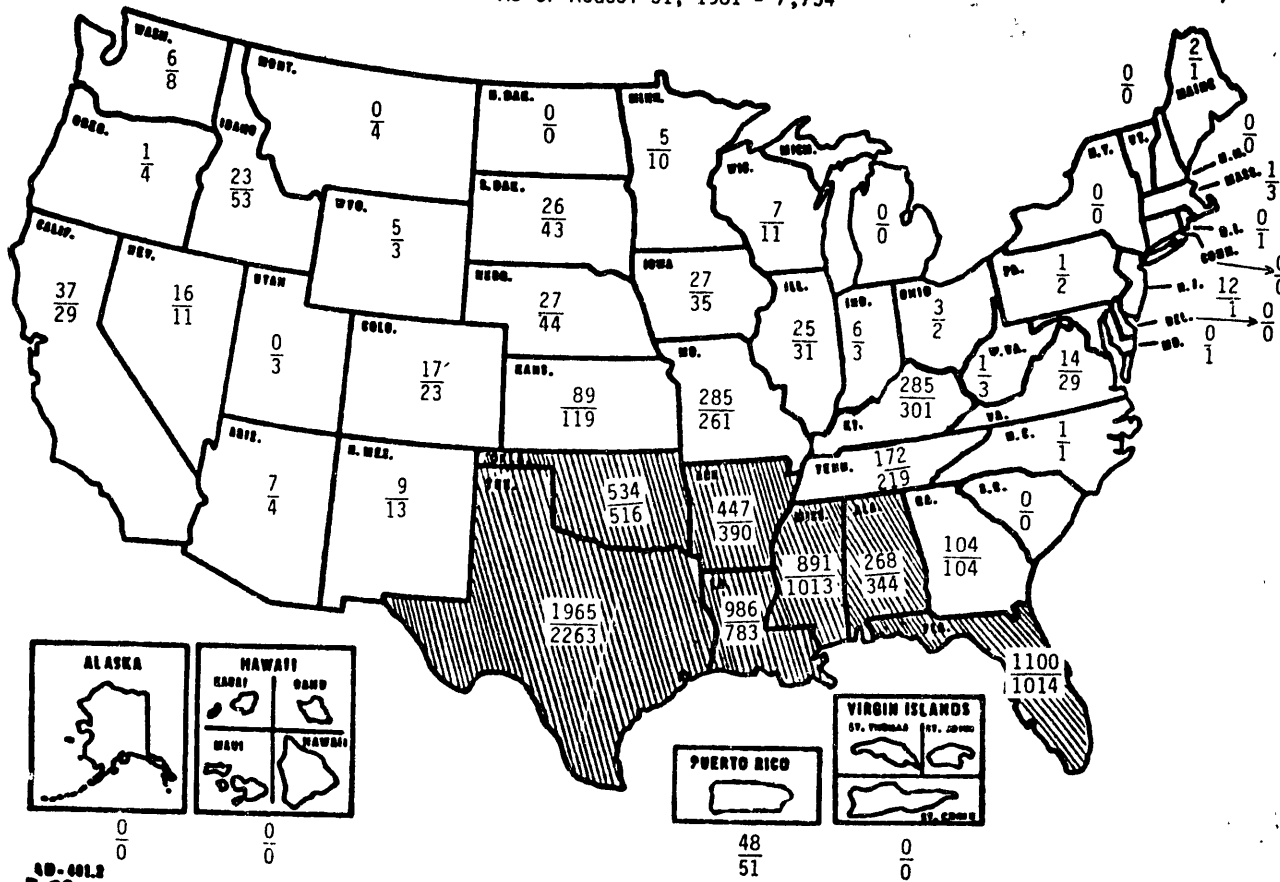 As of August 31, 1981 - 7,754
WASH.
6
8
OREG.
1
4
IDAHO
23
53
MONT.
0
4
N.DAK.
0
0
MINN.
5
10
WYO.
5
3
S.DAK.
26
43
WIS.
7
11
MICH.
0
0
CALIF.
37
29
NEV.
16
11
UTAH
0
3
COLO.
17
23
NEBR.
27
44
IOWA
27
35
ILL.
25
31
IND.
6
3
OHIO
3
2
PA.
1
2
N.Y.
0
0
VT.
0
0
2
1
MAINE
0
0
N.H.
MASS.
1
3
R.I.
0
1
CONN.
0
0
N.J.
12
1
DEL.
0
0
MD.
0
1
KANS.
89
119
MO.
285
261
KY.
285
301
W.VA.
1
3
14
29
VA.
ARIZ.
7
4
N.MEX.
9
13
OKLA.
534
516
TEX.
1965
2263
ARK.
447
390
LA.
986
783
TENN.
172
219
N.C.
1
1
S.C.
0
0
MISS.
891
1013
ALA.
268
344
GA.
104
104
FLA.
1100
1014
ALASKA
0
0
HAWAII
KAUAI
OAHU
MAUI
HAWAII
0
0
PUERTO RICO
48
51
VIRGIN ISLANDS
ST. THOMAS
ST. JOHN
ST. CROIX
0
0
AD-401.2